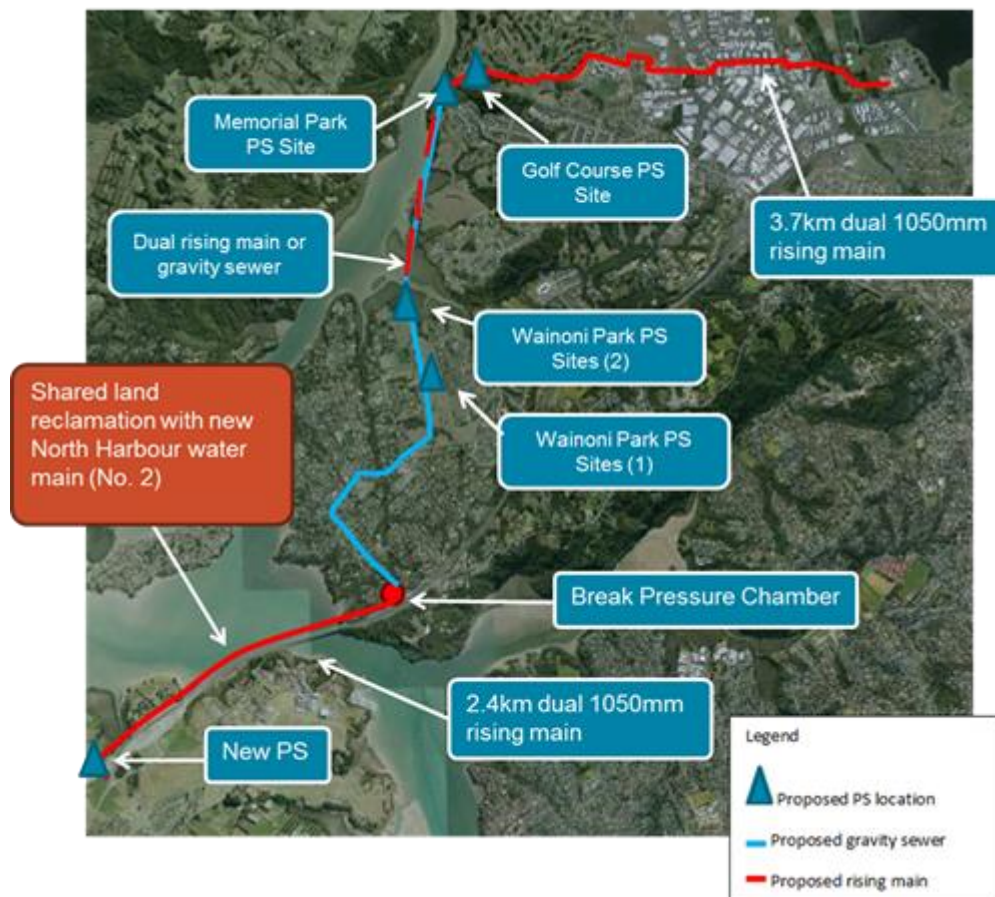 Memorial Park
PS Site
Golf Course PS
Site
3.7km dual 1050mm
rising main
Dual rising main or
gravity sewer
Wainoni Park PS
Sites (2)
Shared land
reclamation with new
North Harbour water
main (No. 2)
Wainoni Park PS
Sites (1)
Break Pressure Chamber
2.4km dual 1050mm
rising main
New PS
Legend
Proposed PS location
Proposed gravity sewer
Proposed rising main